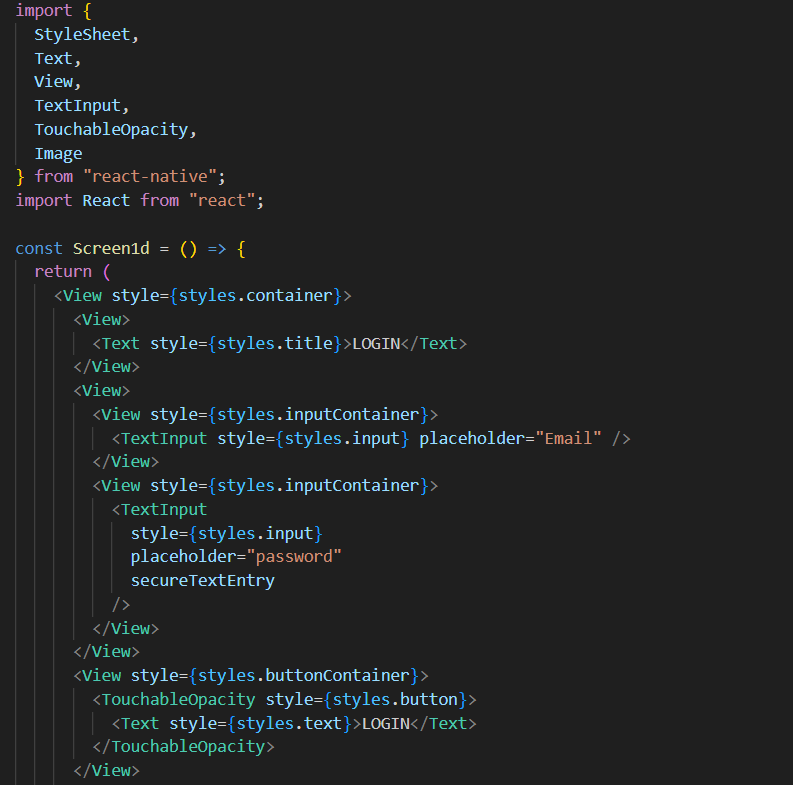 import {
  StyleSheet,
  Text,
  View,
  TextInput,
  TouchableOpacity,
  Image
} from "react-native";
import React from "react";

const Screen1d = () => {
  return (
    <View style={styles.container}>
      <View>
        <Text style={styles.title}>LOGIN</Text>
      </View>
      <View>
        <View style={styles.inputContainer}>
          <TextInput style={styles.input} placeholder="Email" />
        </View>
        <View style={styles.inputContainer}>
          <TextInput
            style={styles.input}
            placeholder="password"
            secureTextEntry
          />
        </View>
      </View>
      <View style={styles.buttonContainer}>
        <TouchableOpacity style={styles.button}>
          <Text style={styles.text}>LOGIN</Text>
        </TouchableOpacity>
      </View>